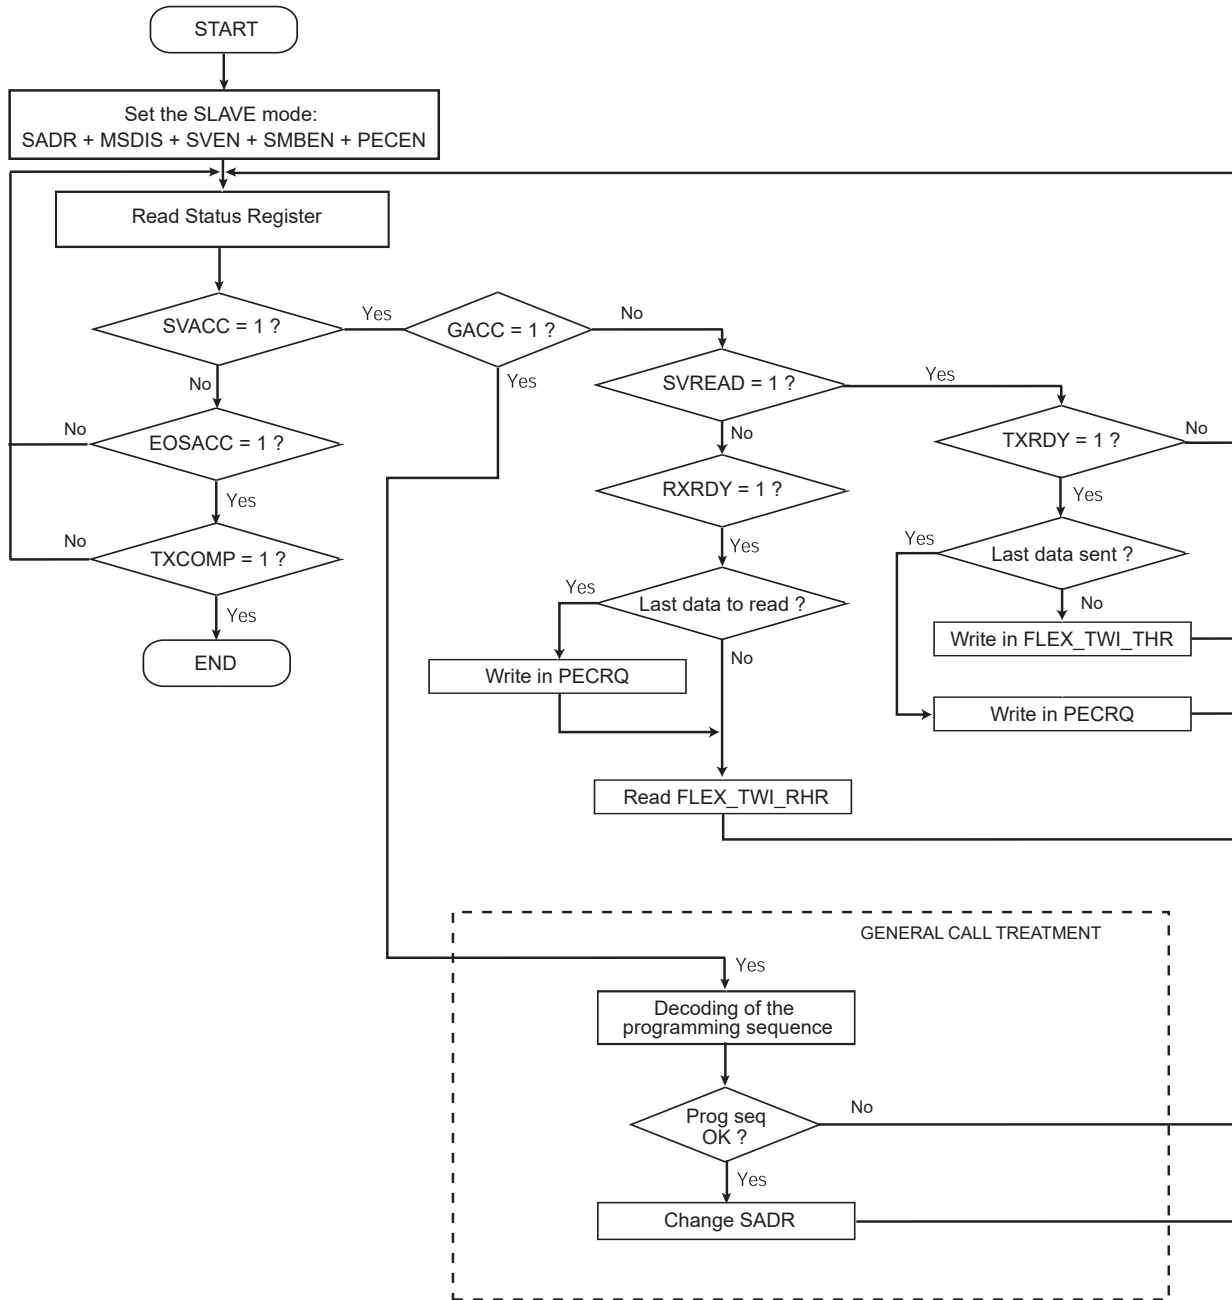 START
Set the SLAVE mode:
SADR + MSDIS + SVEN + SMBEN + PECEN
Read Status Register
SVACC = 1 ?
Yes
GACC = 1 ?
No
No
Yes
SVREAD = 1 ?
Yes
No
EOSACC = 1 ?
No
TXRDY = 1 ?
No
Yes
RXRDY = 1 ?
Yes
No
TXCOMP = 1 ?
Yes
Yes
Last data sent ?
Yes
Yes
Last data to read ?
No
Yes
Write in FLEX_TWI_THR
END
No
Write in PECRQ
Write in PECRQ
Read FLEX_TWI_RHR
GENERAL CALL TREATMENT
Yes
Decoding of the
programming sequence
Prog seq
OK ?
No
Yes
Change SADR